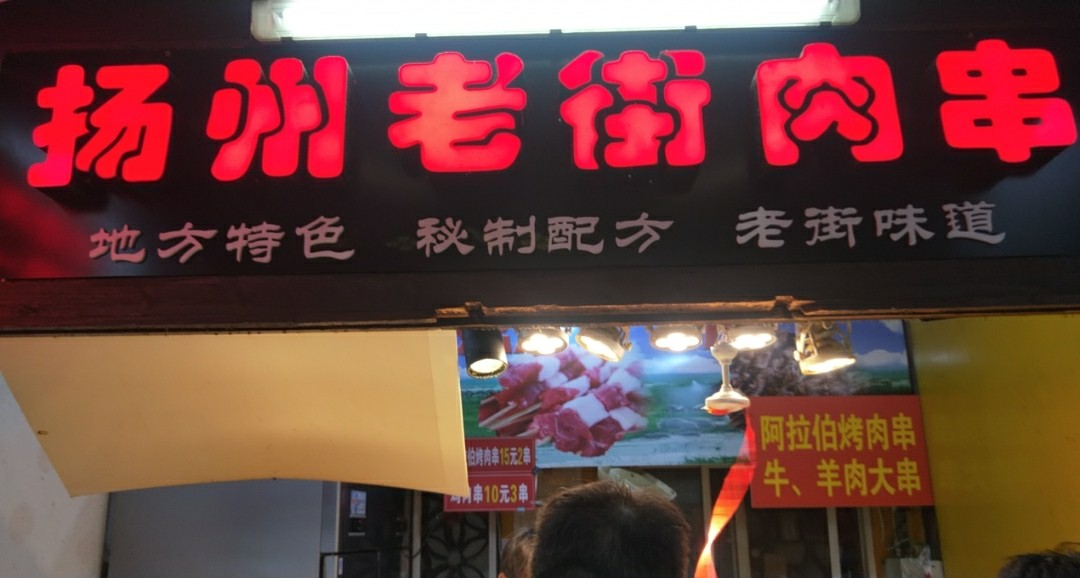 扬州老街肉串
地方特色 秘制配方 老街味道
阿拉伯烤肉串
牛、羊肉大串
伯烤肉串15元2串
肉串10元3串